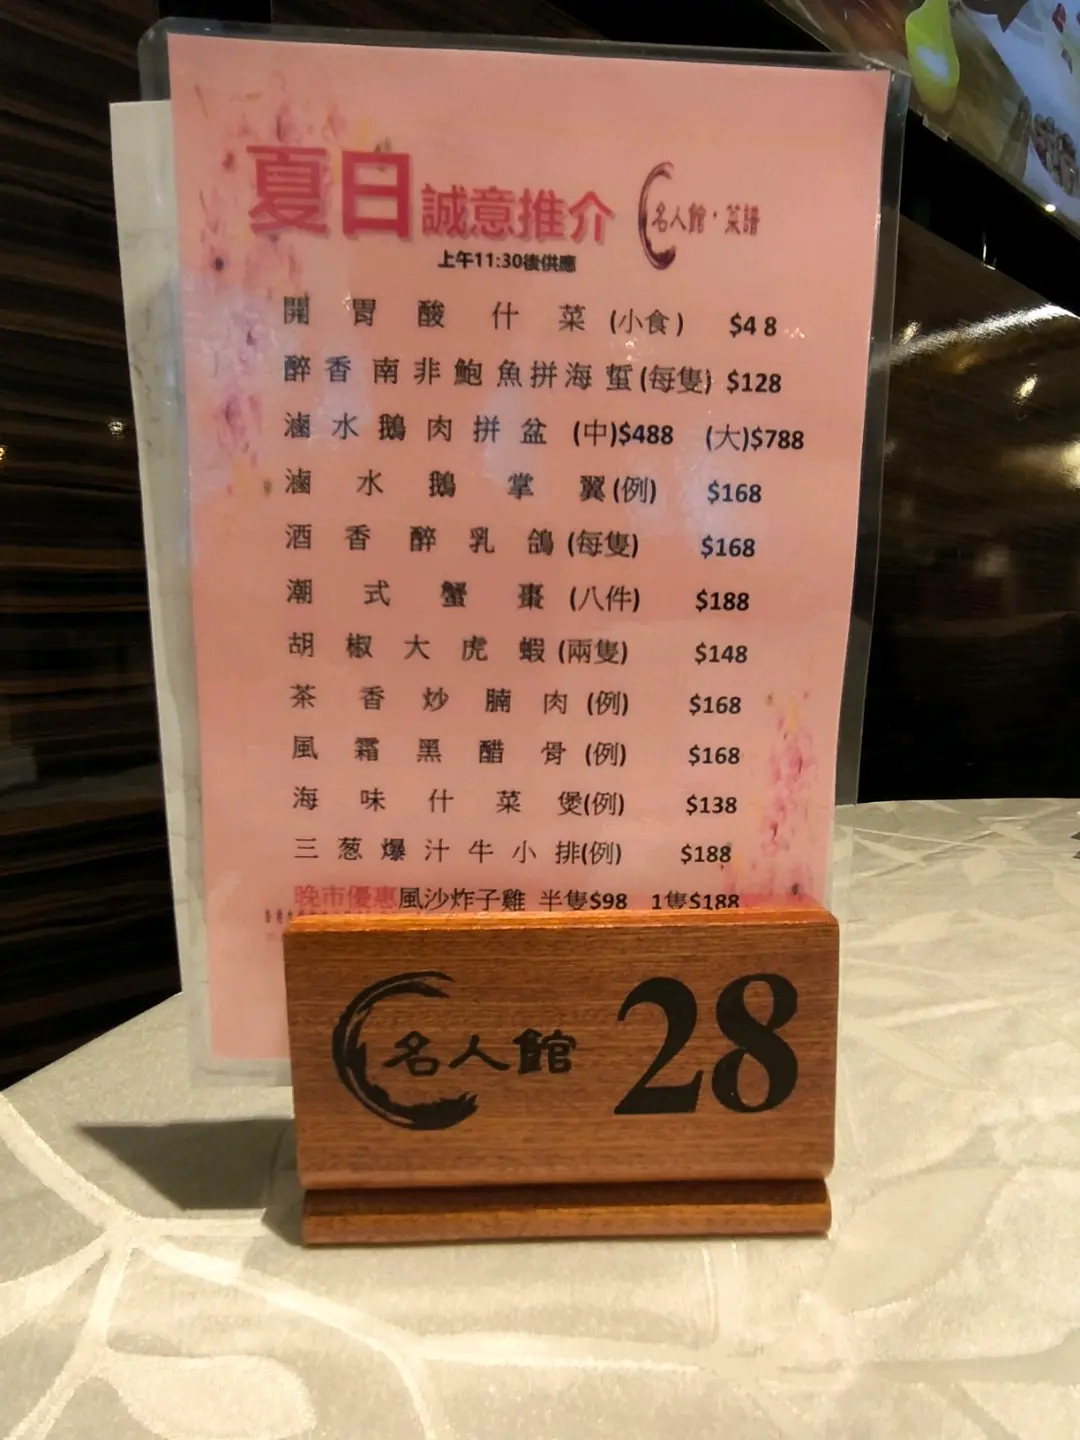 夏日誠意推介 名人館·菜譜
上午11:30後供應
開胃酸什菜 (小食) $48
醉香南非鮑魚拼海蜇(每隻) $128
滷水鵝肉拼盆 (中)$488 (大)$788
滷水鵝掌翼(例) $168
酒香醉乳鴿(每隻) $168
潮式蟹棗 (八件) $188
胡椒大虎蝦(兩隻) $148
茶香炒腩肉 (例) $168
風霜黑醋骨 (例) $168
海味什菜煲(例) $138
三葱爆汁牛小排(例) $188
晚市優惠風沙炸子雞 半隻$98 1隻$188
名人館 28